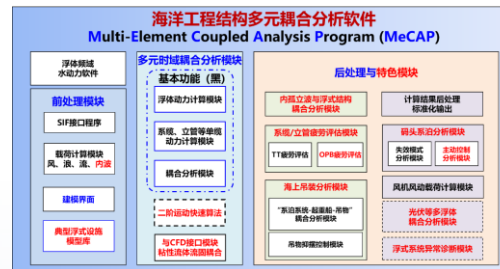 海洋工程结构多元耦合分析软件
Multi-Element Coupled Analysis Program (MeCAP)
浮体频域
水动力软件
前处理模块
SIF接口程序
载荷计算模块
风、浪、流、内波
建模界面
典型浮式设施
模型库
多元时域耦合分析模块
基本功能（黑）
浮体动力计算模块
系缆、立管等单缆
动力计算模块
耦合分析模块
二阶运动快速算法
与CFD接口模块
粘性流体流固耦合
后处理与特色模块
内孤立波与浮式结构
耦合分析模块
系缆/立管疲劳评估模块
TT疲劳评估
OPB疲劳评估
海上吊装分析模块
“系泊系统-起重船-吊物”
耦合分析模块
吊物抑摆控制模块
计算结果后处理
标准化输出
码头系泊分析模块
失效模式
分析模块
主动控制
分析模块
风机风动载荷计算模块
光伏等多浮体
分析模块
浮式系统异常诊断模块